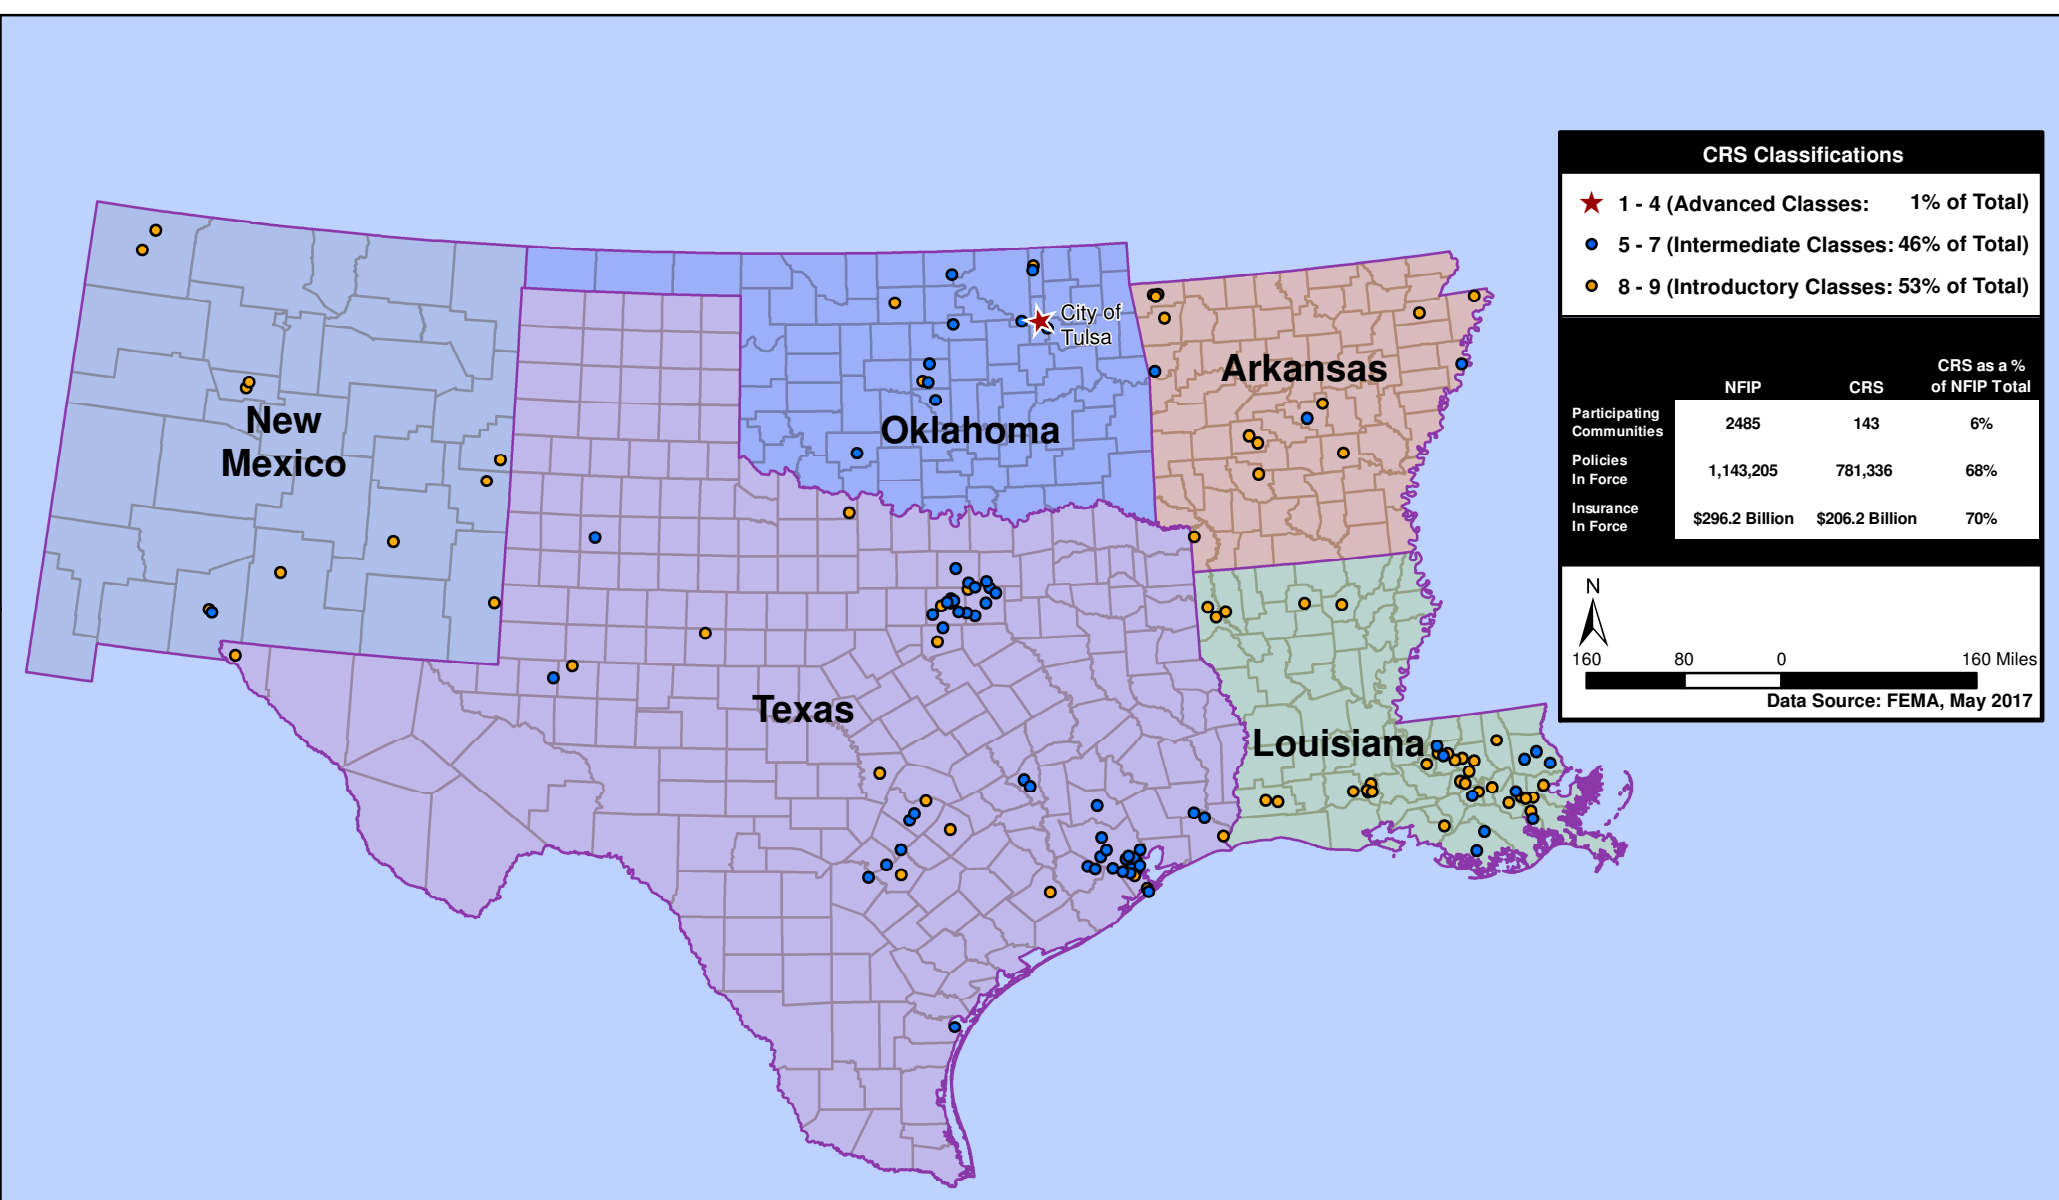 CRS Classifications
1 - 4 (Advanced Classes: 1% of Total)
5 - 7 (Intermediate Classes: 46% of Total)
8 - 9 (Introductory Classes: 53% of Total)
NFIP CRS CRS as a % of NFIP Total
Participating Communities 2485 143 6%
Policies In Force 1,143,205 781,336 68%
Insurance In Force $296.2 Billion $206.2 Billion 70%
N
160 80 0 160 Miles
Data Source: FEMA, May 2017
City of
Tulsa
Arkansas
New
Mexico
Oklahoma
Texas
Louisiana